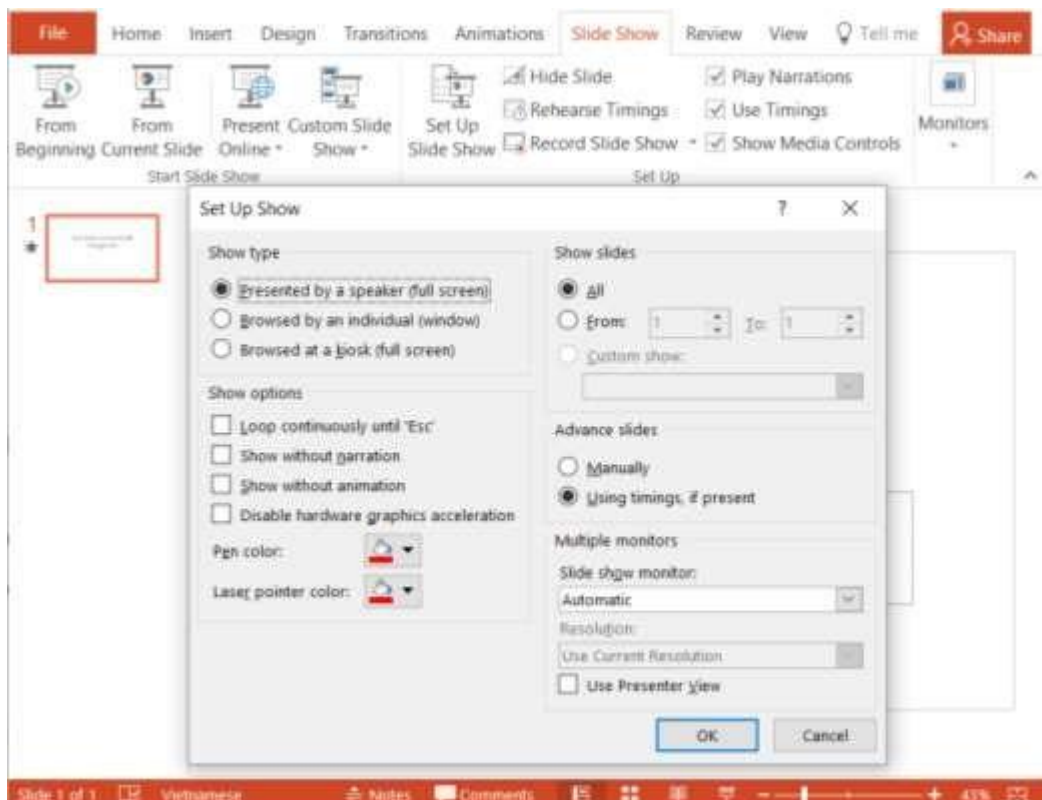 File Home Insert Design Transitions Animations Slide Show Review View Tell me Share
From Beginning
From Current Slide
Present Online
Custom Slide Show
Set Up Slide Show
Hide Slide
Rehearse Timings
Record Slide Show
Play Narrations
Use Timings
Show Media Controls
Monitors
Start Slide Show
Set Up
1
Set Up Show ?
Show type
Presented by a speaker (full screen)
Browsed by an individual (window)
Browsed at a kiosk (full screen)
Show options
Loop continuously until 'Esc'
Show without narration
Show without animation
Disable hardware graphics acceleration
Pen color:
Laser pointer color:
Show slides
All
From: 1 To: 1
Custom show:
Advance slides
Manually
Using timings, if present
Multiple monitors
Slide show monitor:
Automatic
Resolution:
Use Current Resolution
Use Presenter View
OK Cancel
Slide 1 of 1 Vietnamese Notes Comments 43%